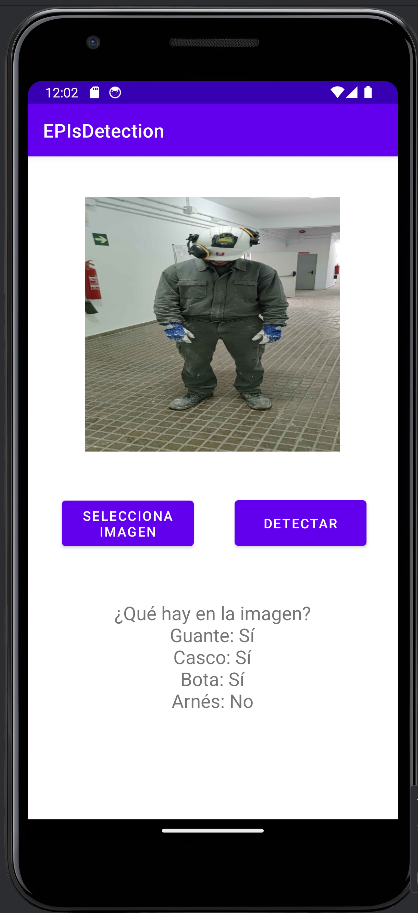 12:02
EPIsDetection
SELECCIONA
IMAGEN
DETECTAR
¿Qué hay en la imagen?
Guante: Sí
Casco: Sí
Bota: Sí
Arnés: No